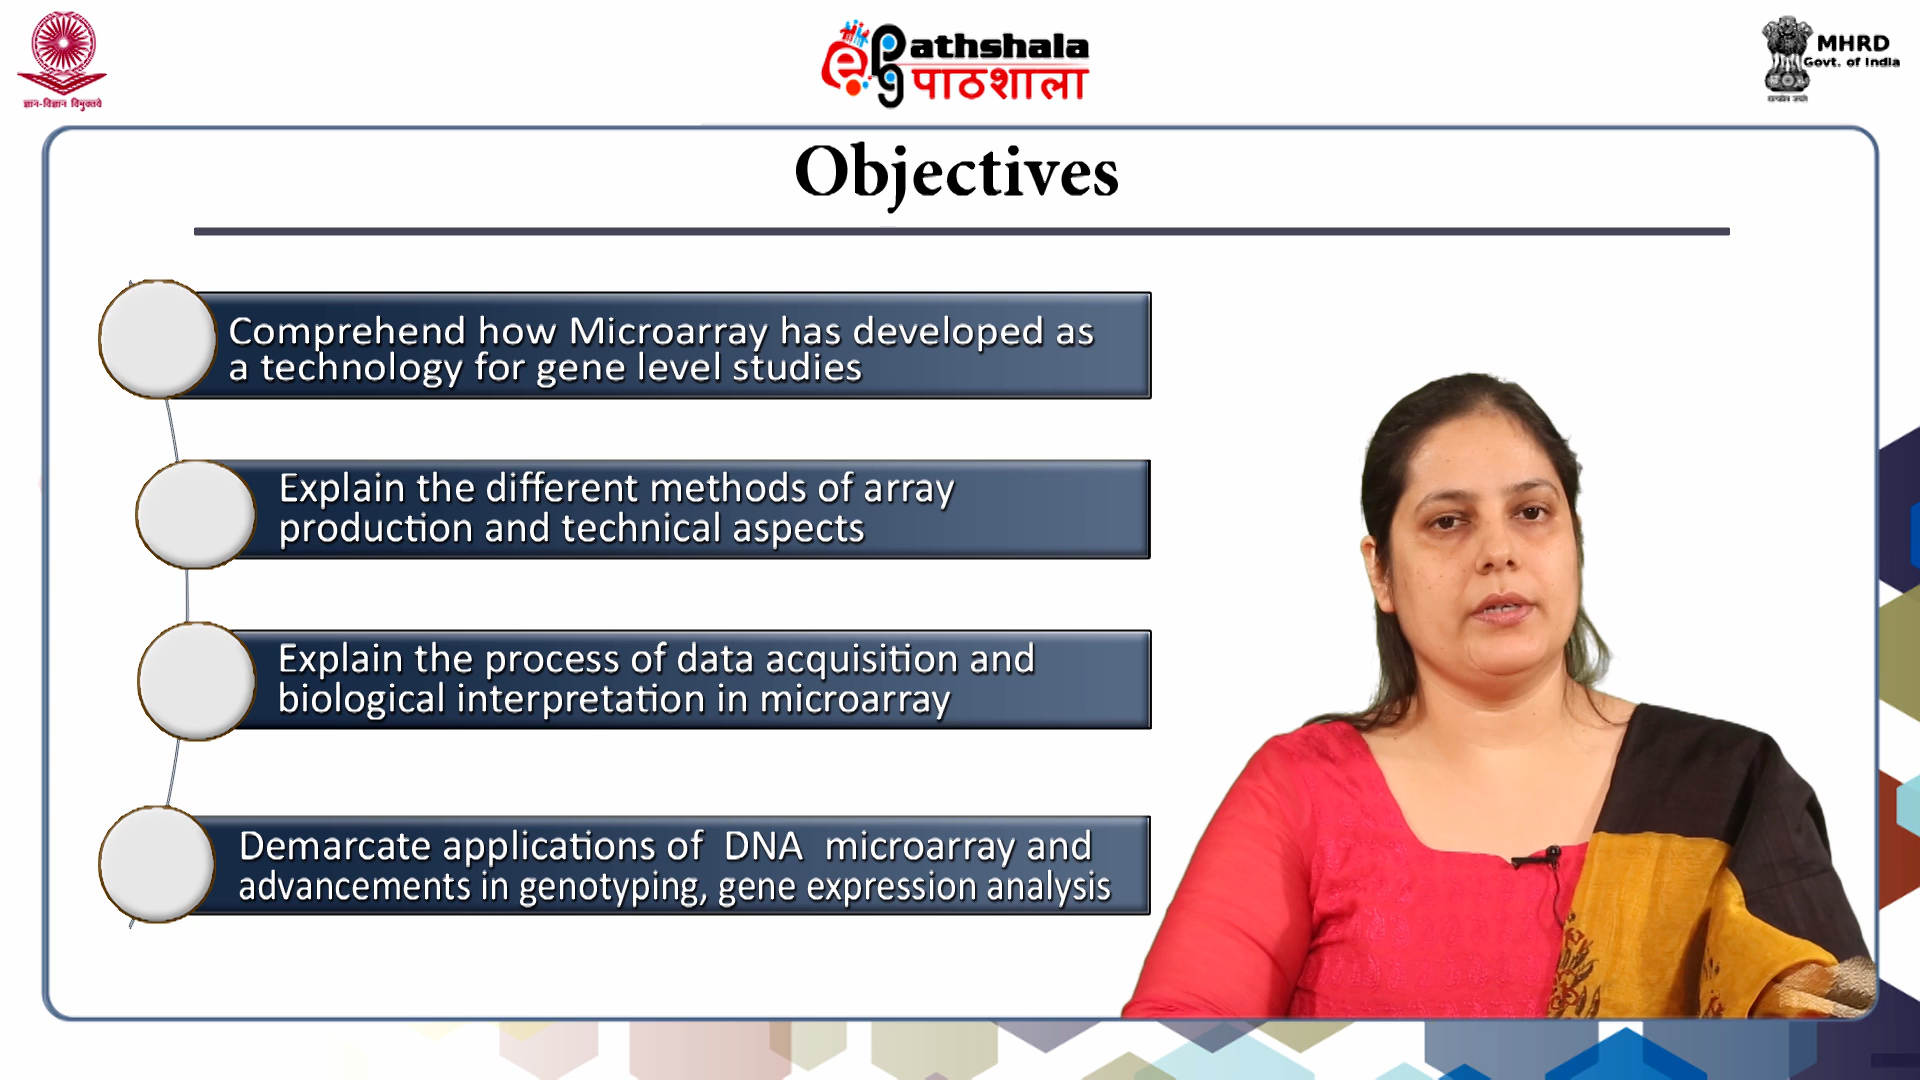 ज्ञान-विज्ञान विमुक्तये
e Pathshala
पाठशाला
MHRD
Govt. of India
Objectives
Comprehend how Microarray has developed as
a technology for gene level studies
Explain the different methods of array
production and technical aspects
Explain the process of data acquisition and
biological interpretation in microarray
Demarcate applications of DNA microarray and
advancements in genotyping, gene expression analysis